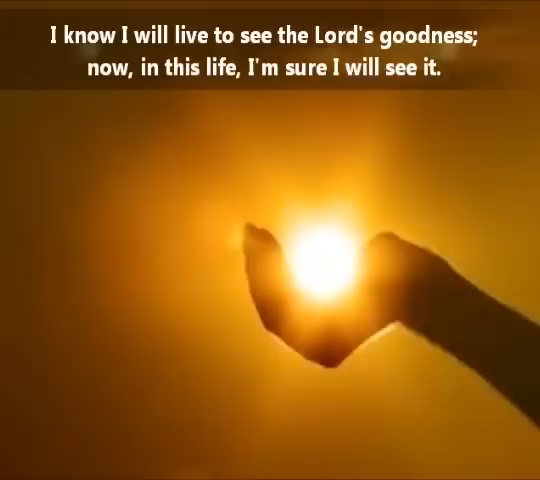 I know I will live to see the Lord's goodness;
now, in this life, I'm sure I will see it.